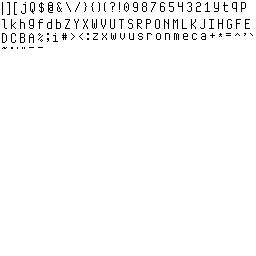 |][jQ$@&\/}{)(?!0987654321ytqp
lkhgfdbZYXWVUTSRPONMLKJIHGFE
DCBA%;i#><:zxwvusronmeca+*=^'`
~."-_